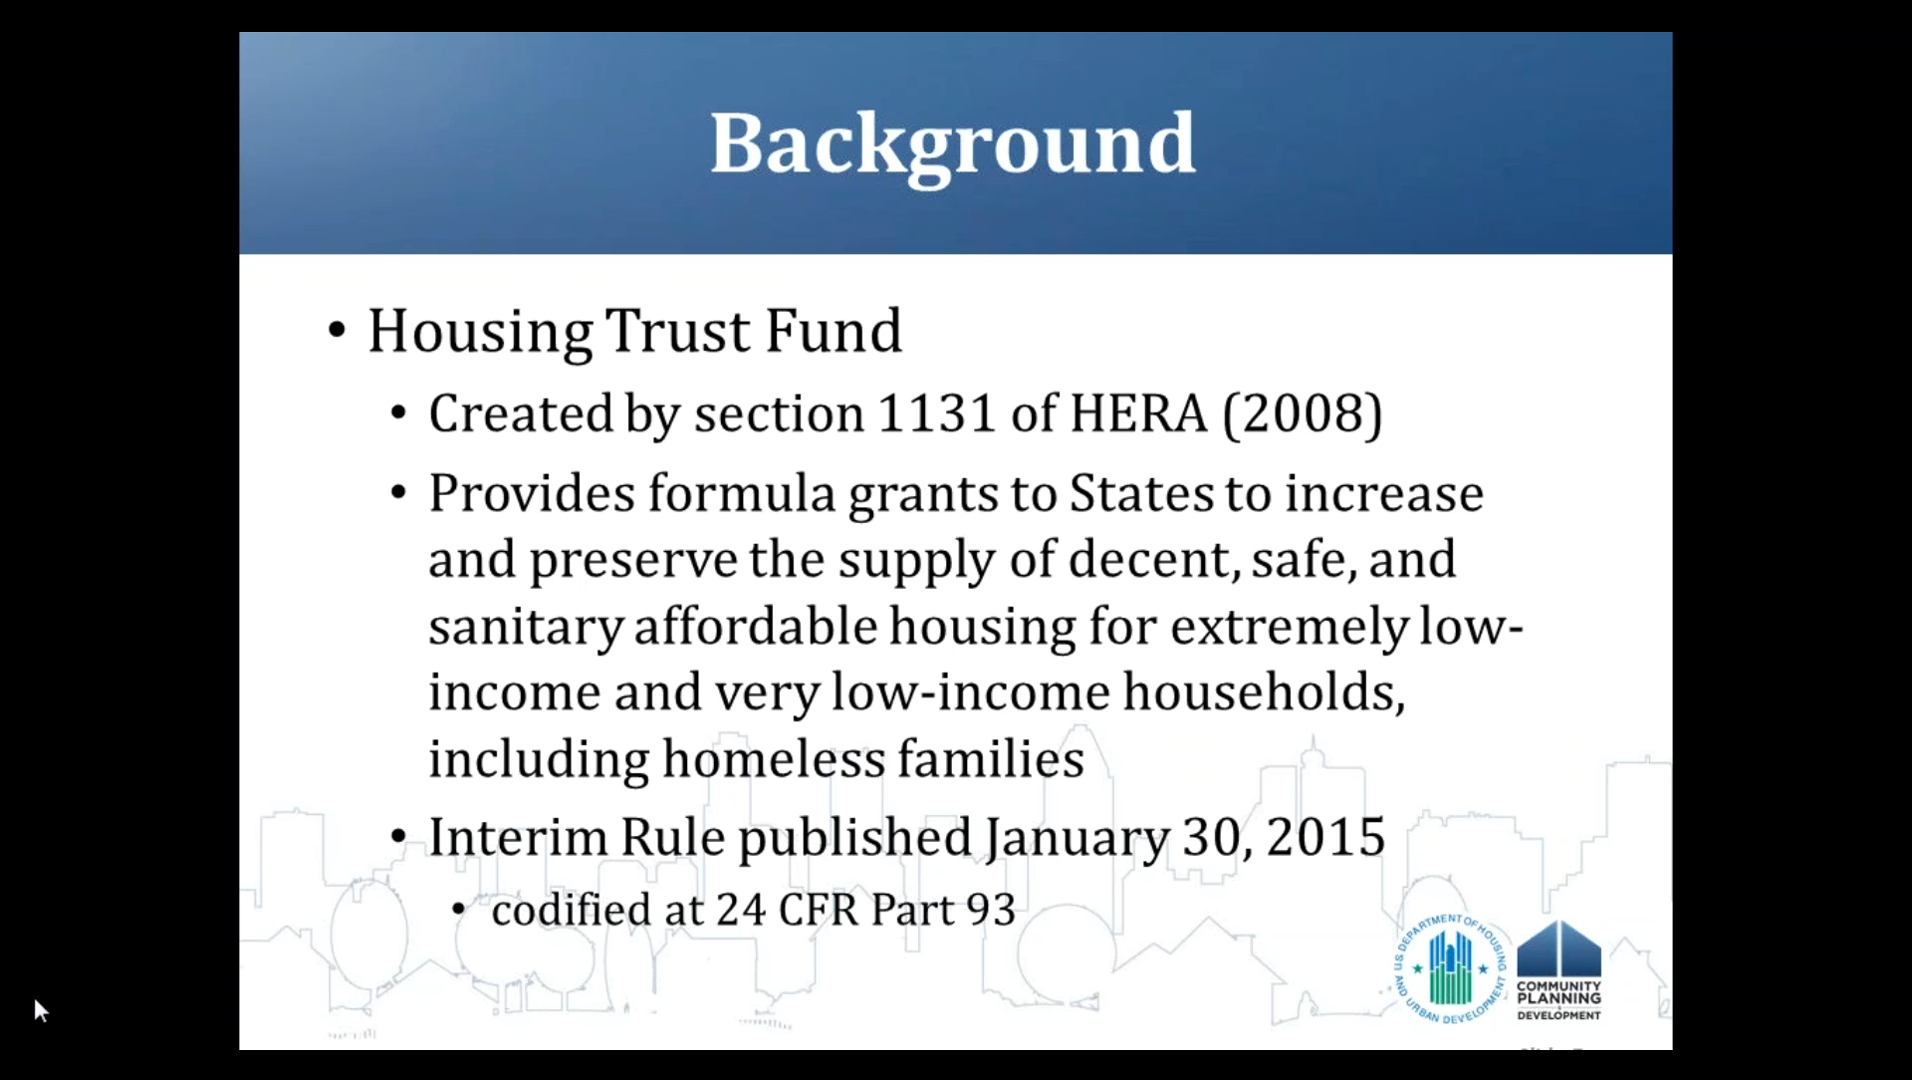 Background
• Housing Trust Fund
• Created by section 1131 of HERA (2008)
• Provides formula grants to States to increase
and preserve the supply of decent, safe, and
sanitary affordable housing for extremely low-
income and very low-income households,
including homeless families
• Interim Rule published January 30, 2015
• codified at 24 CFR Part 93
U.S. DEPARTMENT OF HOUSING
AND URBAN DEVELOPMENT
COMMUNITY
PLANNING
DEVELOPMENT